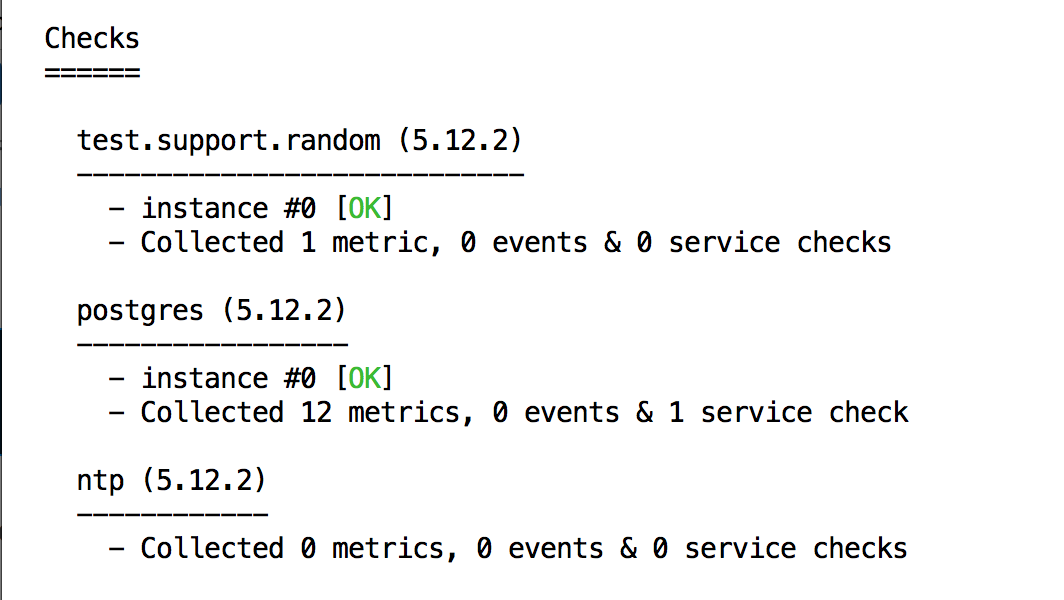 Checks
======
test.support.random (5.12.2)
----------------------------
- instance #0 [OK]
- Collected 1 metric, 0 events & 0 service checks
postgres (5.12.2)
-----------------
- instance #0 [OK]
- Collected 12 metrics, 0 events & 1 service check
ntp (5.12.2)
------------
- Collected 0 metrics, 0 events & 0 service checks